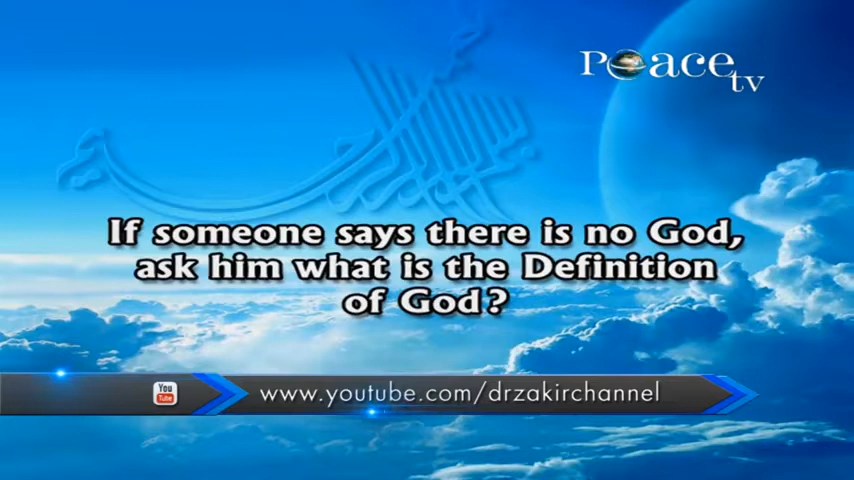 Peace tv
If someone says there is no God,
ask him what is the Definition
of God?
You Tube
www.youtube.com/drzakirchannel